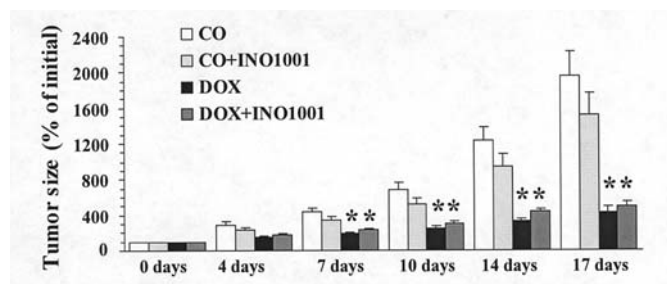 Tumor size (% of initial)
2400
2000
1600
1200
800
400
0
CO
CO+INO1001
DOX
DOX+INO1001
** ** ** **
0 days 4 days 7 days 10 days 14 days 17 days